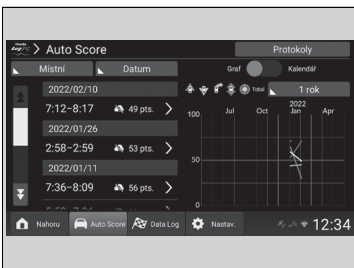 Honda
Log R
Auto Score
Protokoly
Místní
Datum
Graf
Kalendář
2022/02/10
7:12–8:17 49 pts.
2022/01/26
2:58–2:59 53 pts.
2022/01/11
7:36–8:09 56 pts.
Total
1 rok
100
Jul
Oct
2022
Jan
Apr
50
0
Nahoru
Auto Score
Data Log
Nastav.
12:34